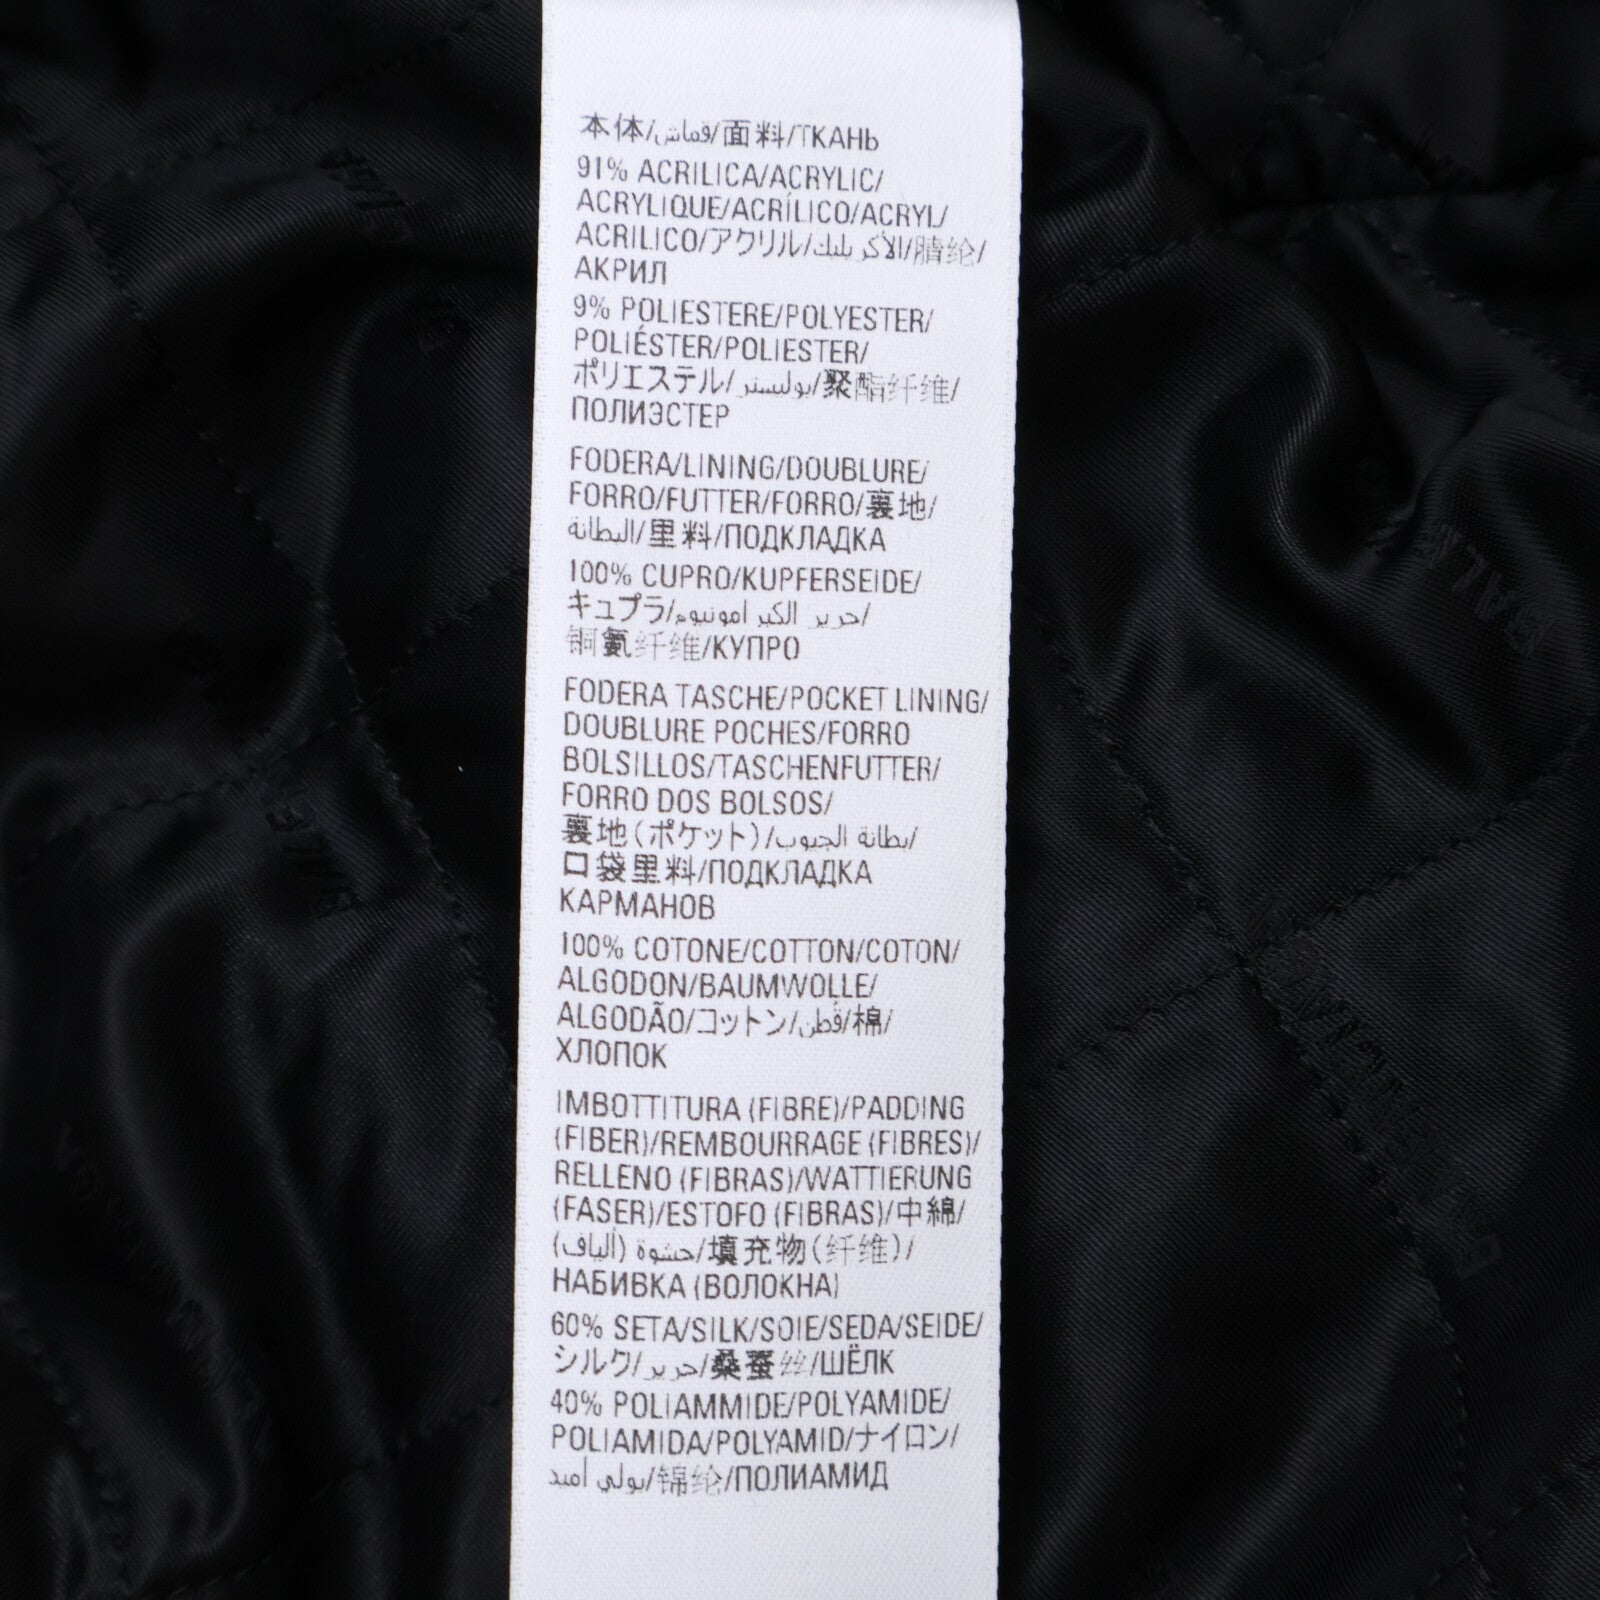 本体/قماش/面料/ТКАНЬ
91% ACRILICA/ACRYLIC/
ACRYLIQUE/ACRÍLICO/ACRYL/
ACRILICO/アクリル/الأكريليك/腈纶/
АКРИЛ
9% POLIESTERE/POLYESTER/
POLIÉSTER/POLIESTER/
ポリエステル/بوليستر/聚酯纤维/
ПОЛИЭСТЕР
FODERA/LINING/DOUBLURE/
FORRO/FUTTER/FORRO/裏地/
البطانة/里料/ПОДКЛАДКА
100% CUPRO/KUPFERSEIDE/
キュプラ/حرير الكبر امونيوم/
铜氨纤维/КУПРО
FODERA TASCHE/POCKET LINING/
DOUBLURE POCHES/FORRO
BOLSILLOS/TASCHENFUTTER/
FORRO DOS BOLSOS/
裏地(ポケット)/بطانة الجيوب/
口袋里料/ПОДКЛАДКА
КАРМАНОВ
100% COTONE/COTTON/COTON/
ALGODON/BAUMWOLLE/
ALGODÃO/コットン/قطن/棉/
ХЛОПОК
IMBOTTITURA (FIBRE)/PADDING
(FIBER)/REMBOURRAGE (FIBRES)/
RELLENO (FIBRAS)/WATTIERUNG
(FASER)/ESTOFO (FIBRAS)/中綿/
حشوة (ألياف)/填充物(纤维)/
НАБИВКА (ВОЛОКНА)
60% SETA/SILK/SOIE/SEDA/SEIDE/
シルク/حرير/桑蚕丝/ШЁЛК
40% POLIAMMIDE/POLYAMIDE/
POLIAMIDA/POLYAMID/ナイロン/
بولي أميد/锦纶/ПОЛИАМИД